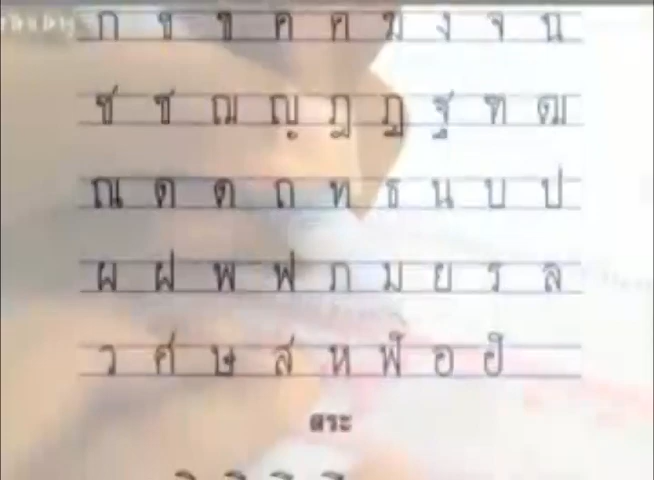 ก ข ฃ ค ฅ ฆ ง จ ฉ
ช ซ ฌ ญ ฎ ฏ ฐ ฑ ฒ
ณ ด ต ถ ท ธ น บ ป
ผ ฝ พ ฟ ภ ม ย ร ล
ว ศ ษ ส ห ฬ อ ฮ
สระ